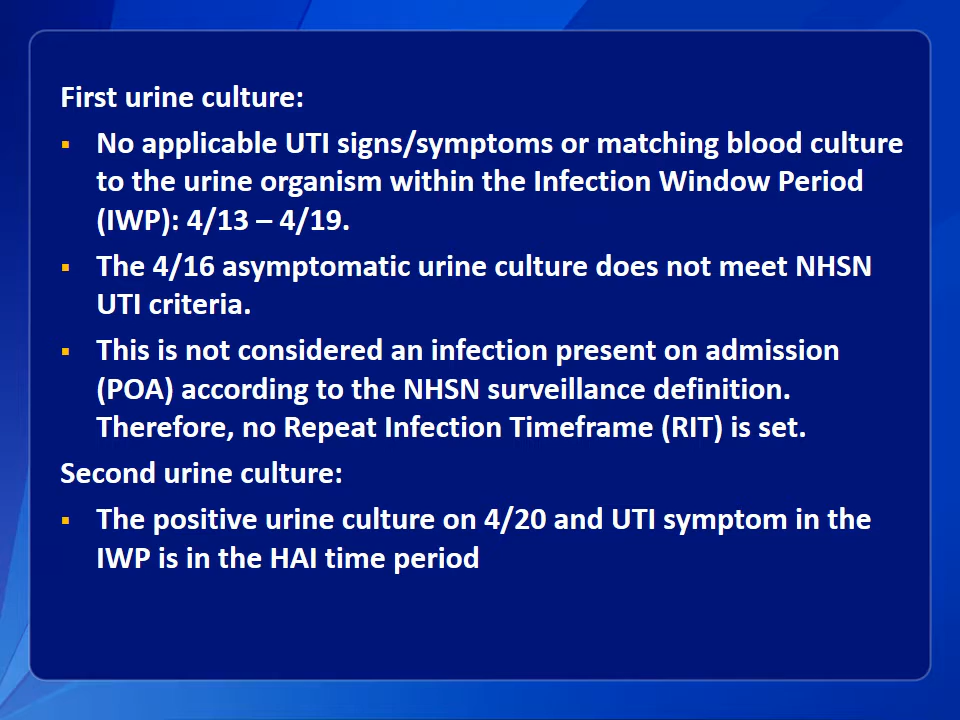 First urine culture:
▪ No applicable UTI signs/symptoms or matching blood culture
to the urine organism within the Infection Window Period
(IWP): 4/13 – 4/19.
▪ The 4/16 asymptomatic urine culture does not meet NHSN
UTI criteria.
▪ This is not considered an infection present on admission
(POA) according to the NHSN surveillance definition.
Therefore, no Repeat Infection Timeframe (RIT) is set.
Second urine culture:
▪ The positive urine culture on 4/20 and UTI symptom in the
IWP is in the HAI time period